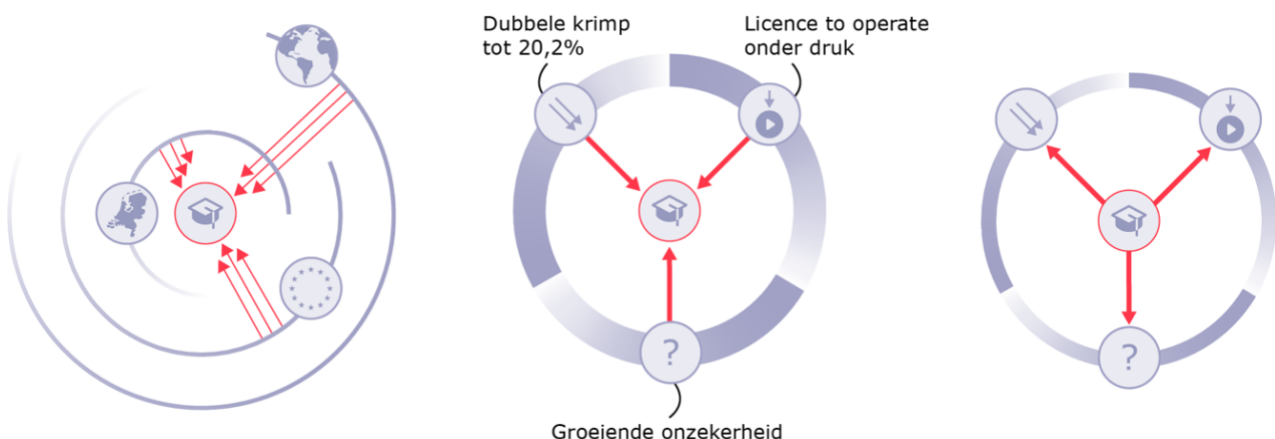 Dubbele krimp
tot 20,2%
Licence to operate
onder druk
?
Groeiende onzekerheid
?